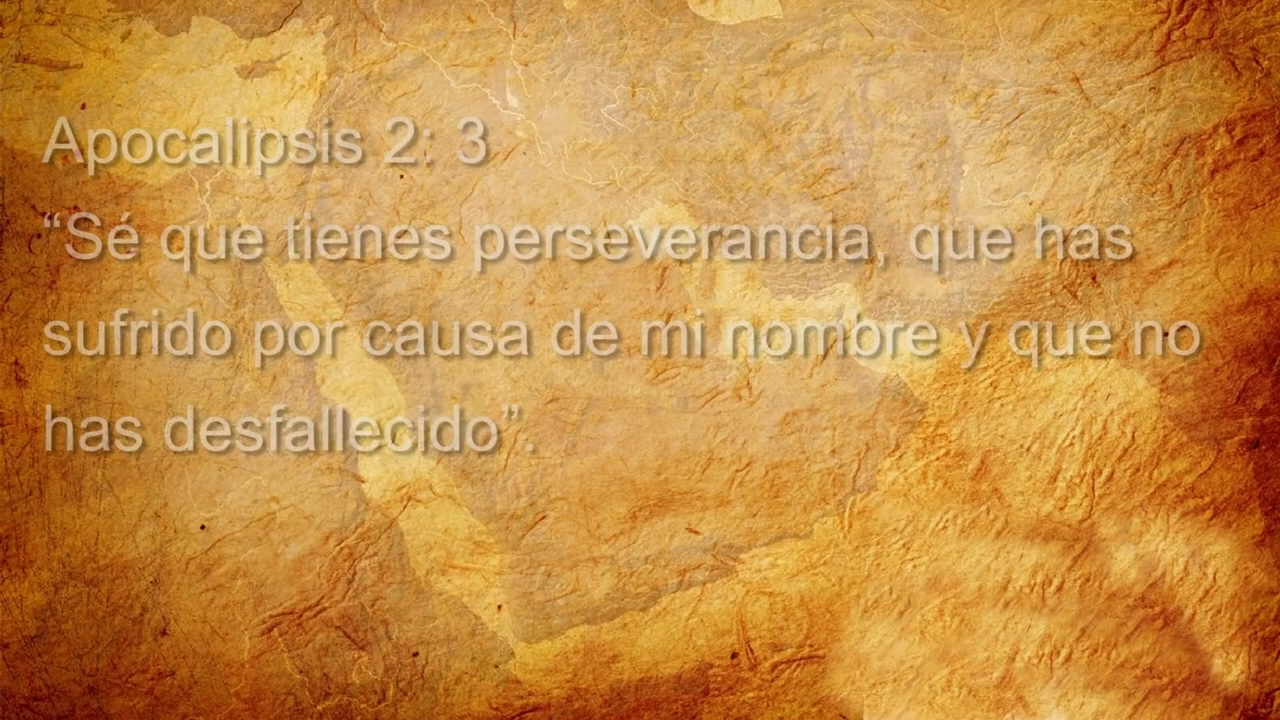 Apocalipsis 2: 3
“Sé que tienes perseverancia, que has
sufrido por causa de mi nombre y que no
has desfallecido”.